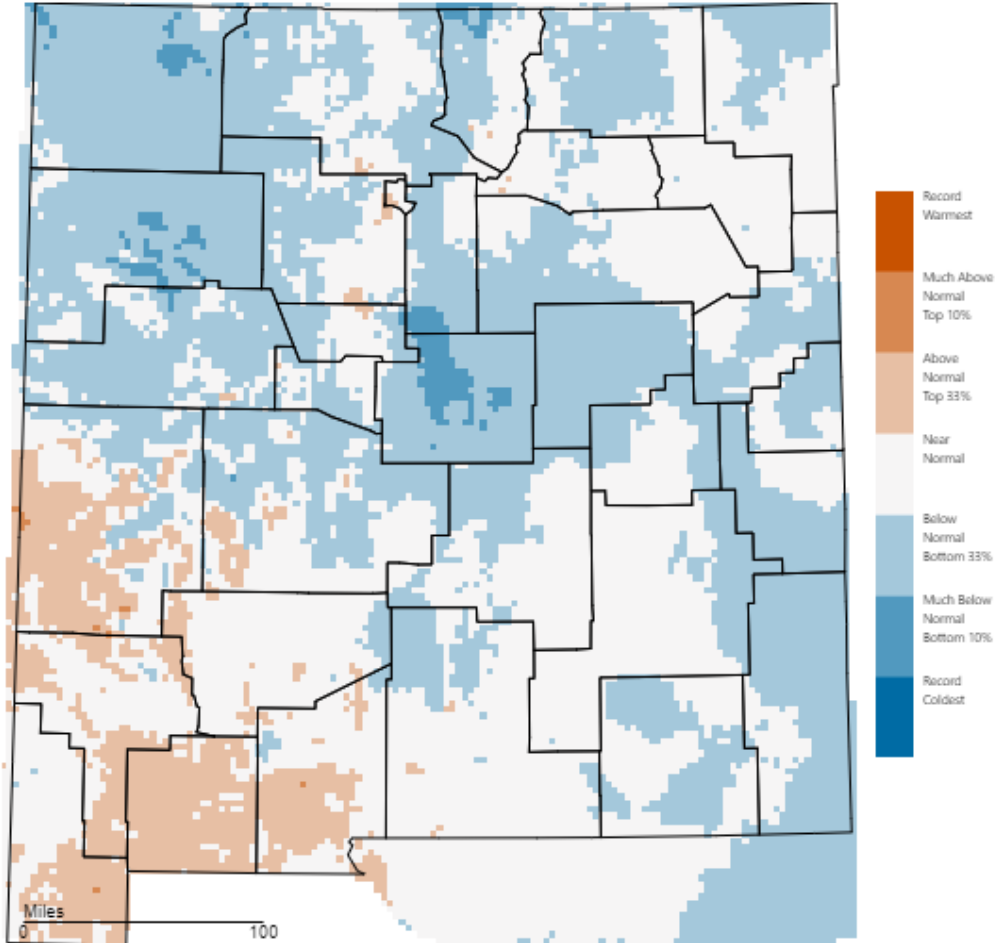 Record
Warmest
Much Above
Normal
Top 10%
Above
Normal
Top 33%
Near
Normal
Below
Normal
Bottom 33%
Much Below
Normal
Bottom 10%
Record
Coldest
Miles
0 100